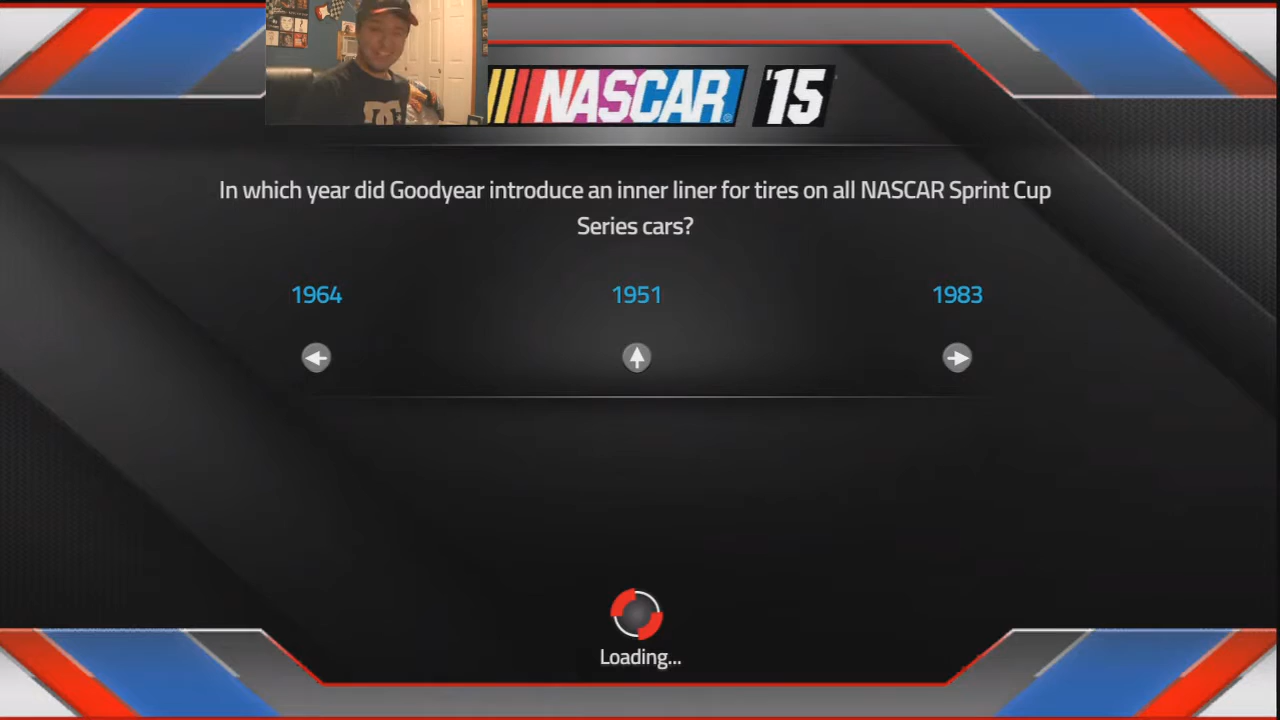 NASCAR '15
In which year did Goodyear introduce an inner liner for tires on all NASCAR Sprint Cup
Series cars?
1964 1951 1983
Loading...